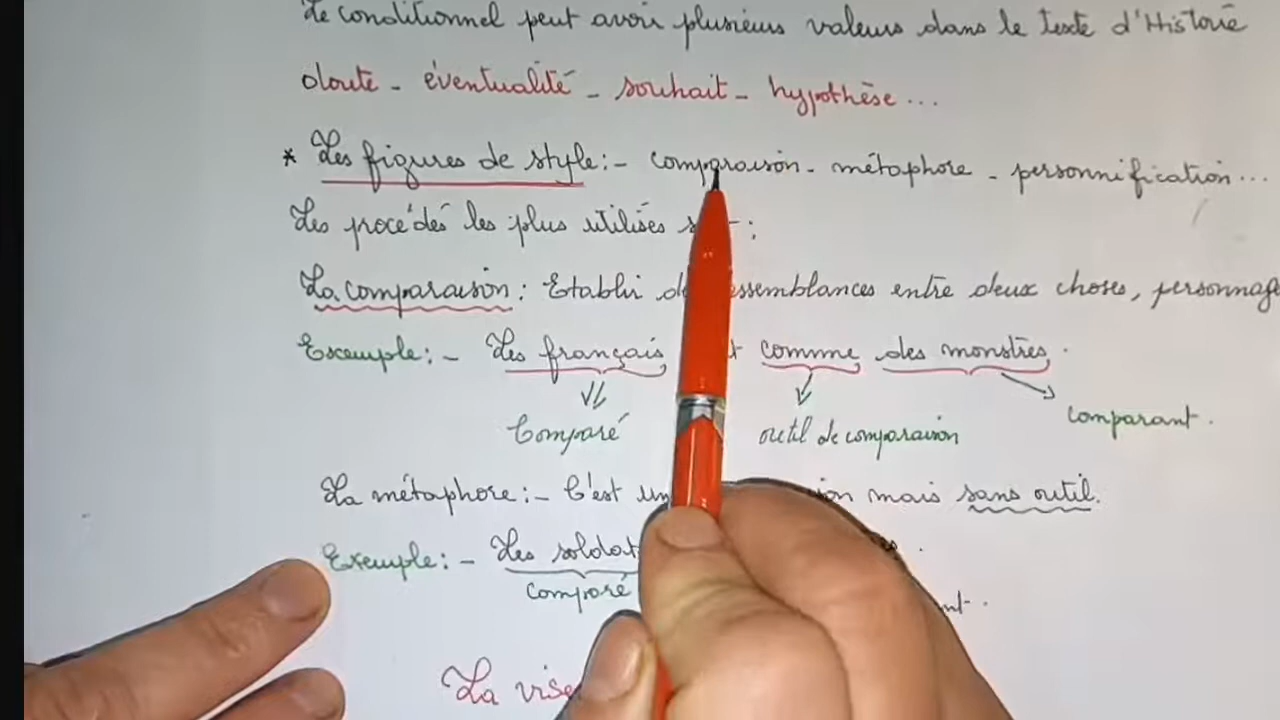 Le conditionnel peut avoir plusieurs valeurs dans le texte d'Histoire
doute - éventualité - souhait - hypothèse...
* Les figures de style :- comparaison - métaphore - personnification...
Les procédés les plus utilisés :
La comparaison : Etablir ressemblances entre deux choses, personnage
Exemple :- Les français comme des monstres.
Comparé outil de comparaison comparant.
La métaphore :- C'est mais sans outil.
Exemple :- Les soldat
comparé
La